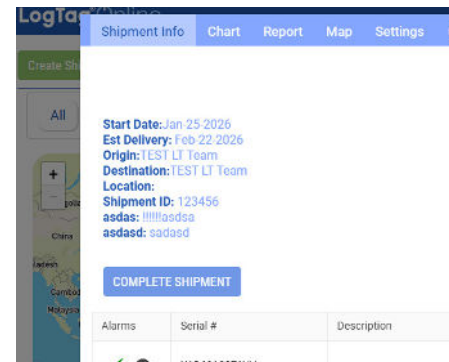 LogTag Online
Shipment Info Chart Report Map Settings
Create Shi
All
Start Date:Jan-25-2026
Est Delivery: Feb-22-2026
Origin:TEST LT Team
Destination:TEST LT Team
Location:
Shipment ID: 123456
asdas: !!!!!!asdsa
asdasd: sadasd
+
China
COMPLETE SHIPMENT
Alarms Serial # Description